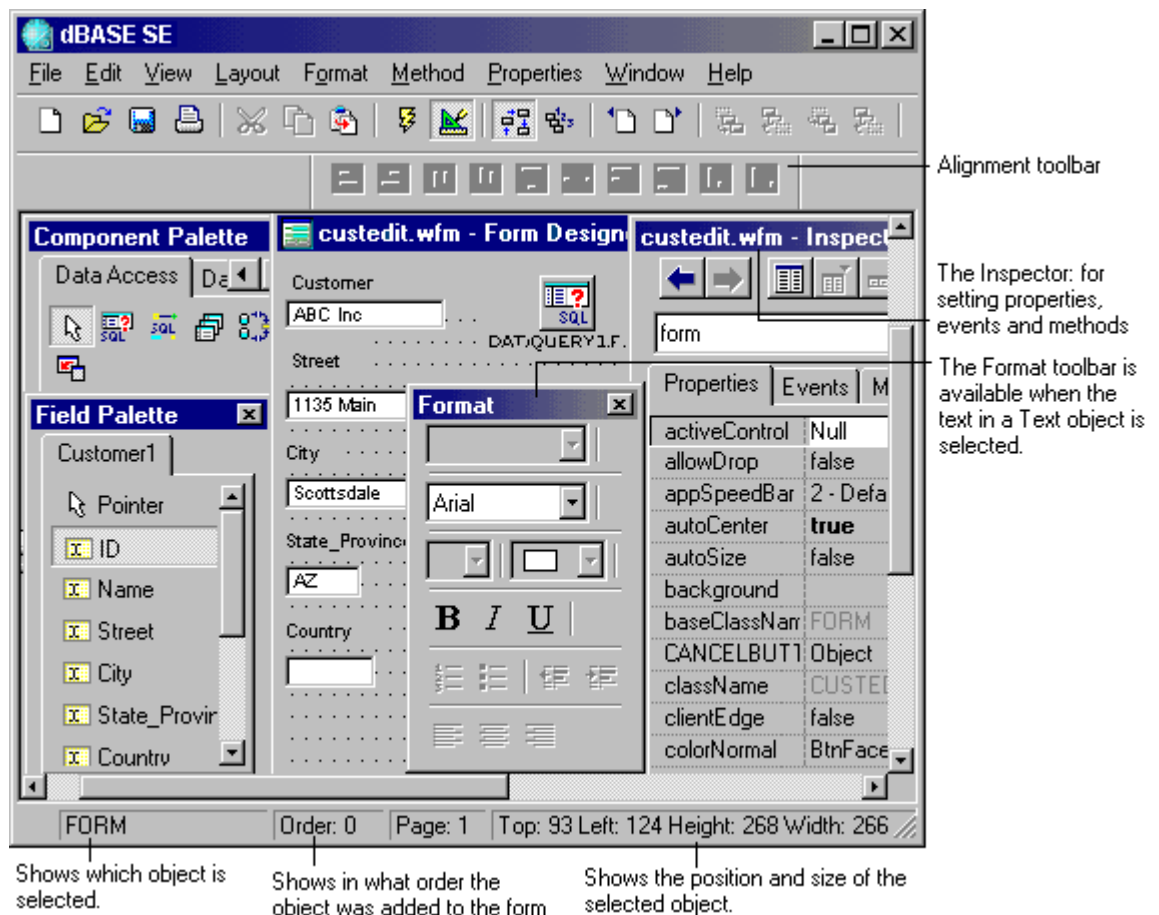 dBASE SE
File Edit View Layout Format Method Properties Window Help
Alignment toolbar
Component Palette
Data Access Da
SQL SQL
Field Palette
Customer1
Pointer
ID
Name
Street
City
State_Provin
Country
custedit.wfm - Form Design
Customer
ABC Inc
SQL
DATAQUERY1.F.
Street
1135 Main
City
Scottsdale
State_Province
AZ
Country
Format
Arial
B I U
custedit.wfm - Inspect
form
Properties Events M
activeControl Null
allowDrop false
appSpeedBar 2 - Defa
autoCenter true
autoSize false
background
baseClassNam FORM
CANCELBUTT Object
className CUSTED
clientEdge false
colorNormal BtnFace
The Inspector: for
setting properties,
events and methods
The Format toolbar is
available when the
text in a Text object is
selected.
FORM Order: 0 Page: 1 Top: 93 Left: 124 Height: 268 Width: 266
Shows which object is
selected.
Shows in what order the
object was added to the form
Shows the position and size of the
selected object.